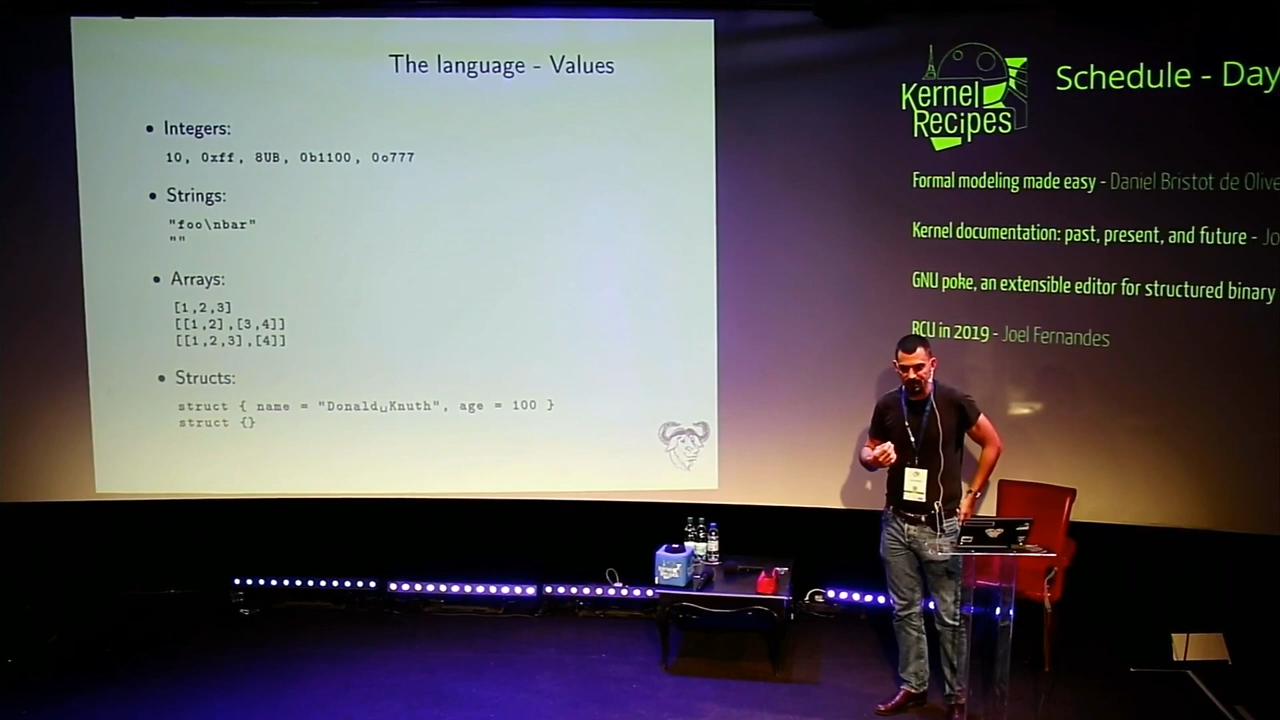 The language - Values
• Integers:
10, 0xff, 8UB, 0b1100, 0o777
• Strings:
"foo\nbar"
""
• Arrays:
[1,2,3]
[[1,2],[3,4]]
[[1,2,3],[4]]
• Structs:
struct { name = "Donald␣Knuth", age = 100 }
struct {}
Kernel
Recipes
Schedule - Day
Formal modeling made easy - Daniel Bristot de Olive
Kernel documentation: past, present, and future - Jo
GNU poke, an extensible editor for structured binary
RCU in 2019 - Joel Fernandes